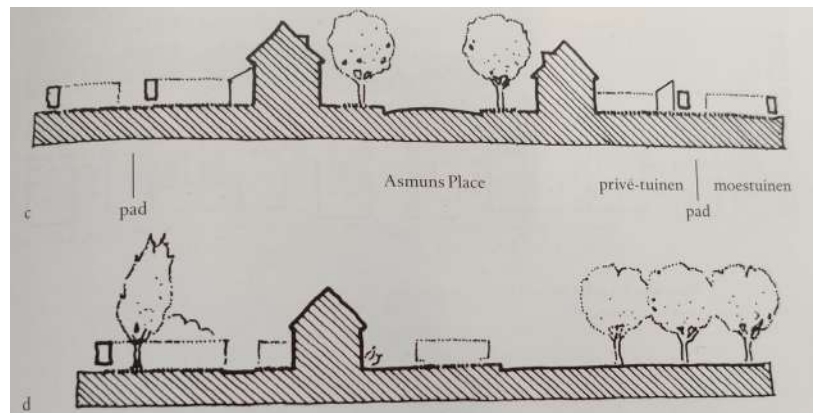 Asmuns Place
privé-tuinen
moestuinen
pad
pad
c
d